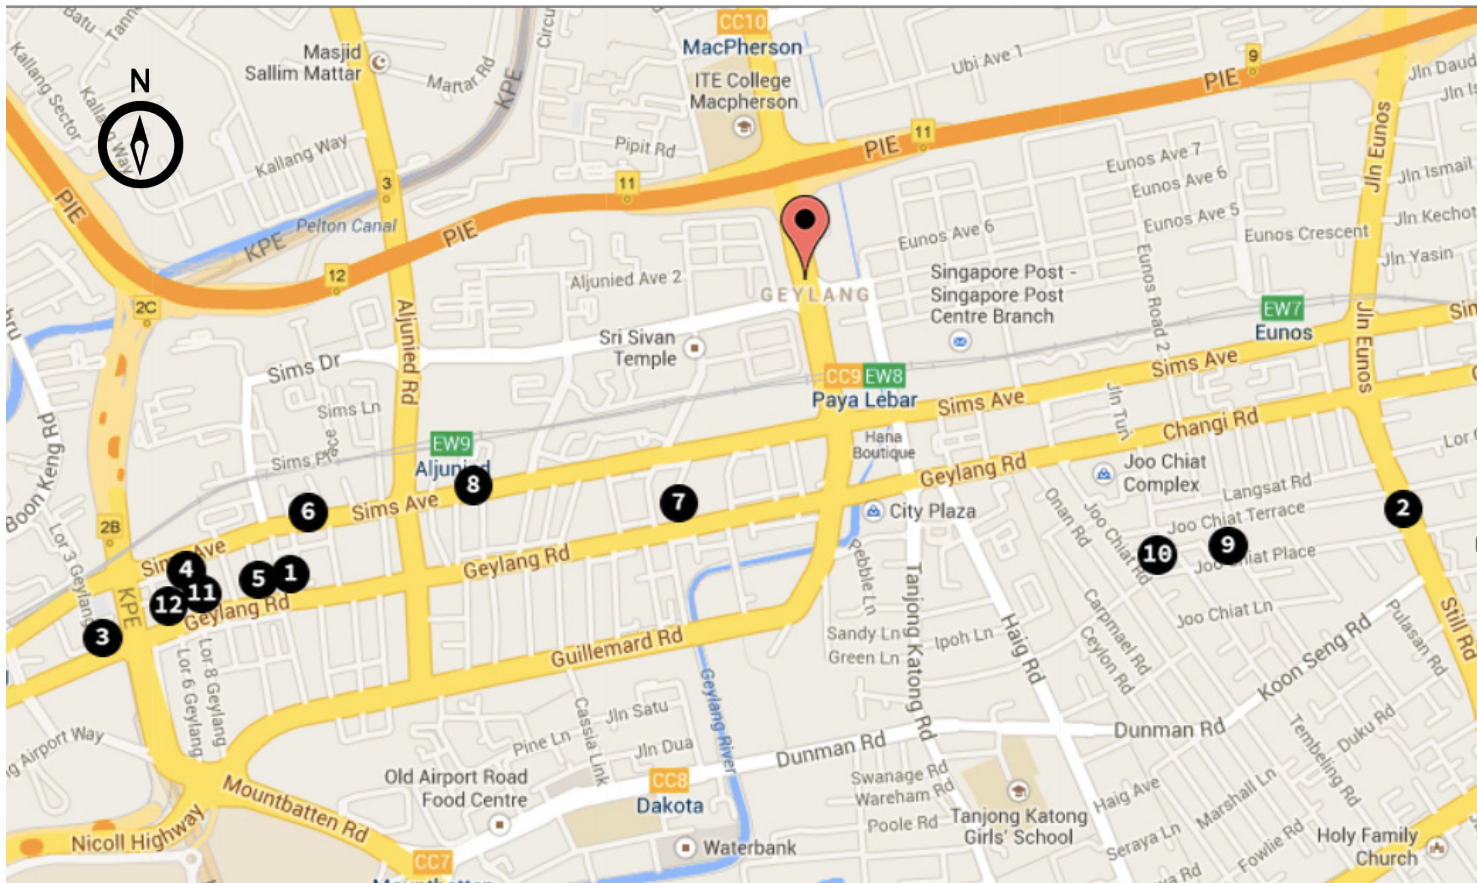 Batu
CC10
MacPherson
Masjid
Sallim Mattar
Mattar Rd
KPE
ITE College
Macpherson
Ubi Ave 1
9
PIE
Jln Daud
Kallang Sector
Kallang Way
N
Kallang Way
Pipit Rd
11
PIE
Eunos Ave 7
Jln Eunos
Jln Ismail
Eunos Ave 6
3
11
Pelton Canal
KPE
PIE
PIE
Eunos Ave 5
Jln Kechot
Eunos Ave 6
Eunos Crescent
Jln Yasin
12
Aljunied Ave 2
GEYLANG
Singapore Post -
Singapore Post
Centre Branch
Eunos Road 2
EW7
Eunos
2C
Aljunied Rd
Sri Sivan
Temple
Sims Dr
Jln Eunos
Sims Ave
CC9
EW8
Paya Lebar
Sims Ave
Jln Turi
Changi Rd
Sims Ln
Boon Keng Rd
EW9
Aljunied
Hana
Boutique
Geylang Rd
Joo Chiat
Complex
Langsat Rd
8
7
6
Sims Ave
City Plaza
Onan Rd
Joo Chiat Rd
Joo Chiat Terrace
2
2B
Lor 3 Geylang
9
10
Joo Chiat Place
4
5
1
11
12
Geylang Rd
Geylang Rd
Pebble Ln
3
KPE
Tanjong Katong Rd
Haig Rd
Carpmael Rd
Ceylon Rd
Joo Chiat Ln
Pulasan Rd
Still Rd
Guillemard Rd
Sandy Ln
Green Ln
Ipoh Ln
Koon Seng Rd
Lor 6 Geylang
Lor 8 Geylang
Geylang River
Cassia Link
Jln Satu
Pine Ln
Jln Dua
Dunman Rd
Dunman Rd
Tembeling Rd
Duku Rd
Airport Way
Mountbatten Rd
Old Airport Road
Food Centre
CC8
Dakota
Swanage Rd
Wareham Rd
Poole Rd
Tanjong Katong
Girls' School
Haig Ave
Marshall Ln
Seraya Ln
Fowlie Rd
Holy Family
Church
Nicoll Highway
Waterbank
CC7